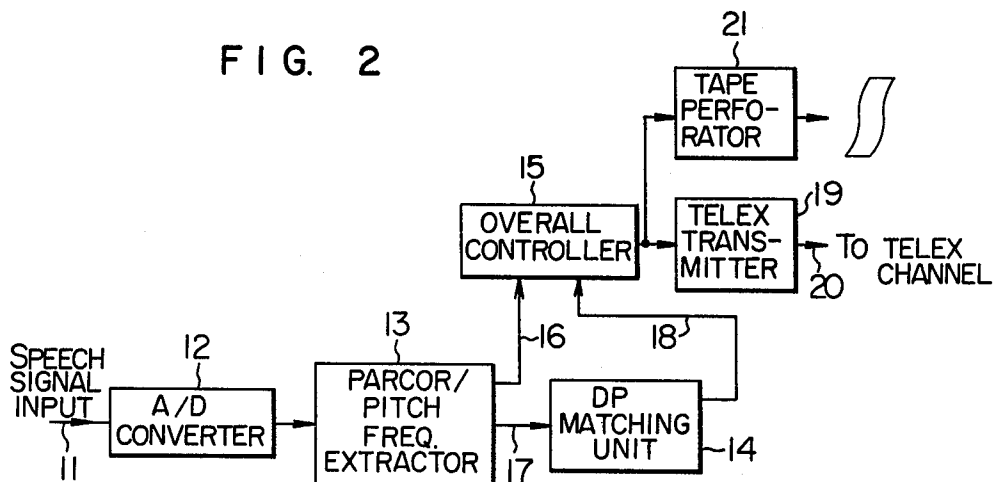 FIG. 2
21
TAPE
PERFO-
RATOR
15
OVERALL
CONTROLLER
19
TELEX
TRANS-
MITTER
20
TO TELEX
CHANNEL
16
18
SPEECH
SIGNAL
INPUT
11
12
A/D
CONVERTER
13
PARCOR/
PITCH
FREQ.
EXTRACTOR
17
DP
MATCHING
UNIT
14